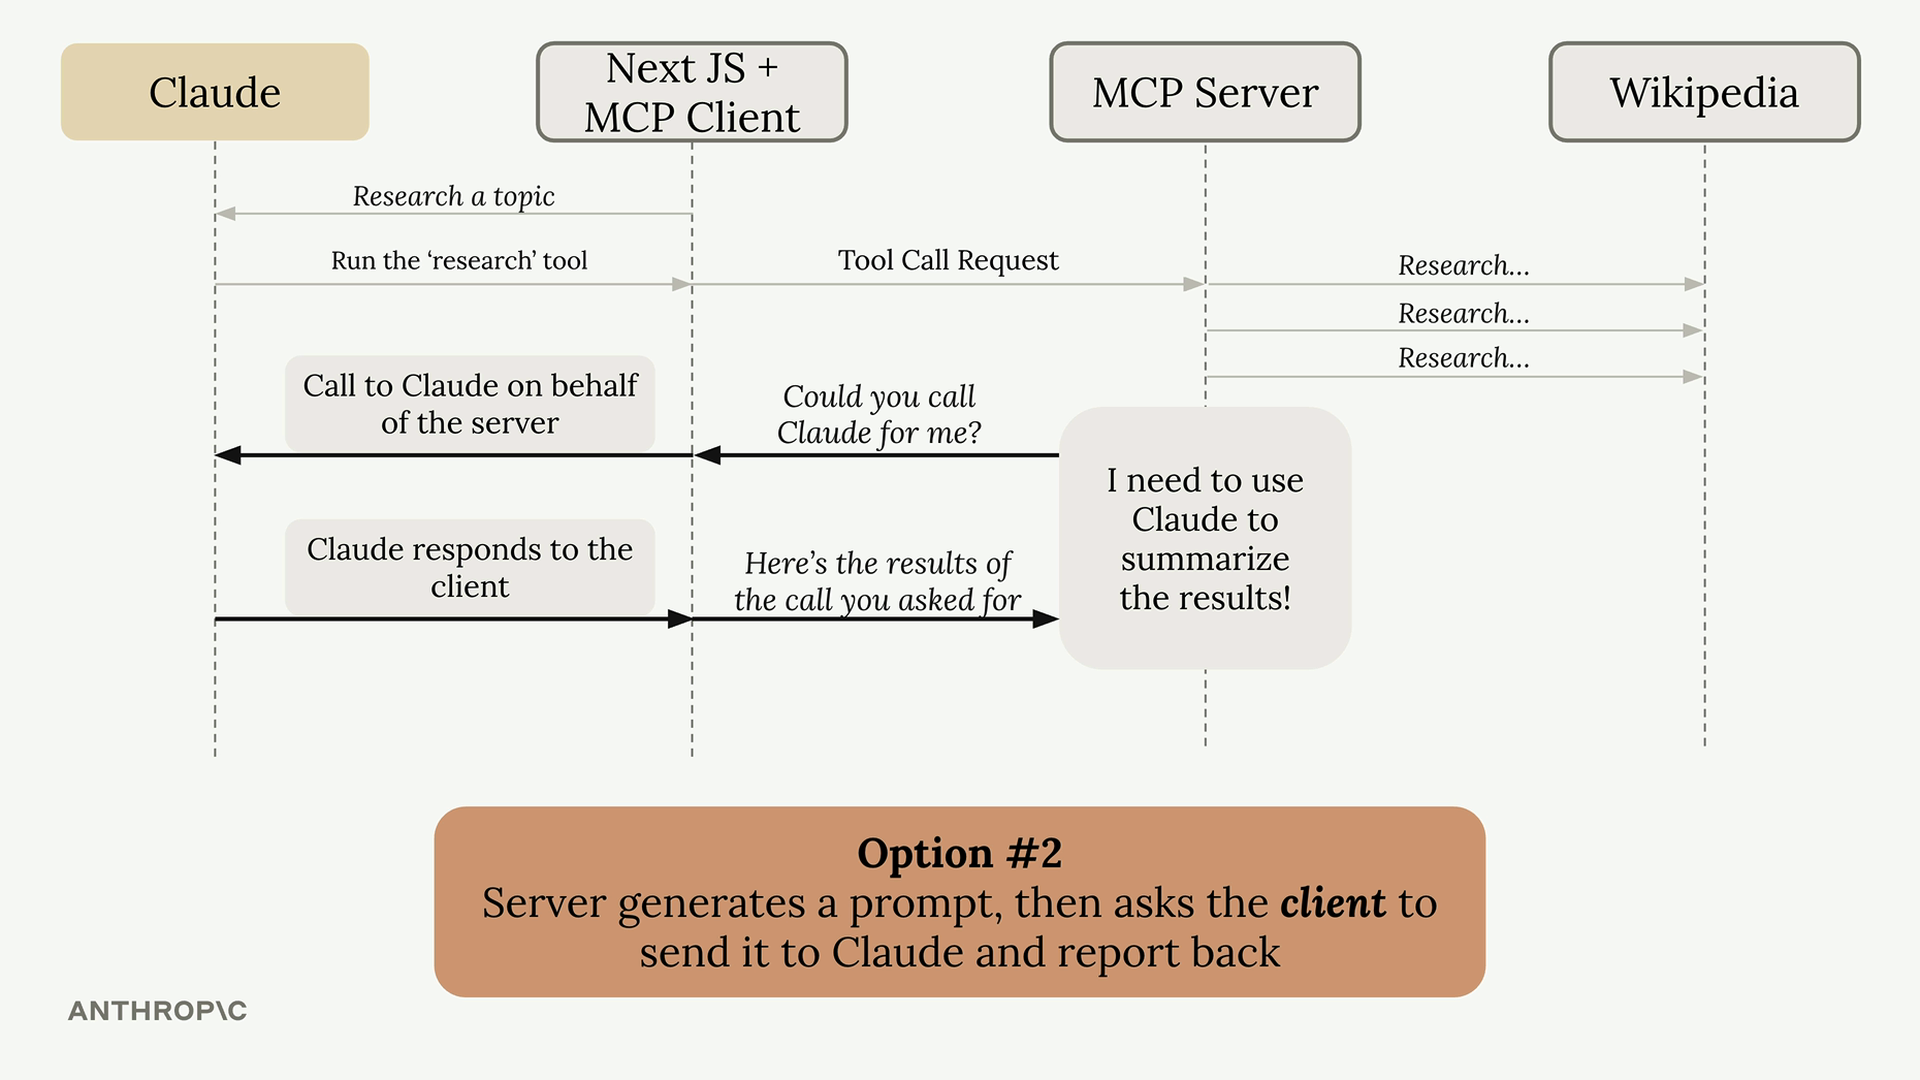 Claude
Next JS +
MCP Client
MCP Server
Wikipedia
Research a topic
Run the ‘research’ tool
Tool Call Request
Research...
Research...
Research...
Call to Claude on behalf
of the server
Could you call
Claude for me?
I need to use
Claude to
summarize
the results!
Claude responds to the
client
Here’s the results of
the call you asked for
Option #2
Server generates a prompt, then asks the client to
send it to Claude and report back
ANTHROP\C